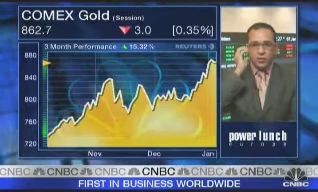 COMEX Gold (Session)
862.7 ▼ 3.0 [0.35%]
3 Month Performance ▲ 15.32% REUTERS
880
840
800
760
720
Nov Dec Jan
power lunch
europe
CNBC CNBC CNBC CNBC CNBC CNBC
FIRST IN BUSINESS WORLDWIDE
CNBC